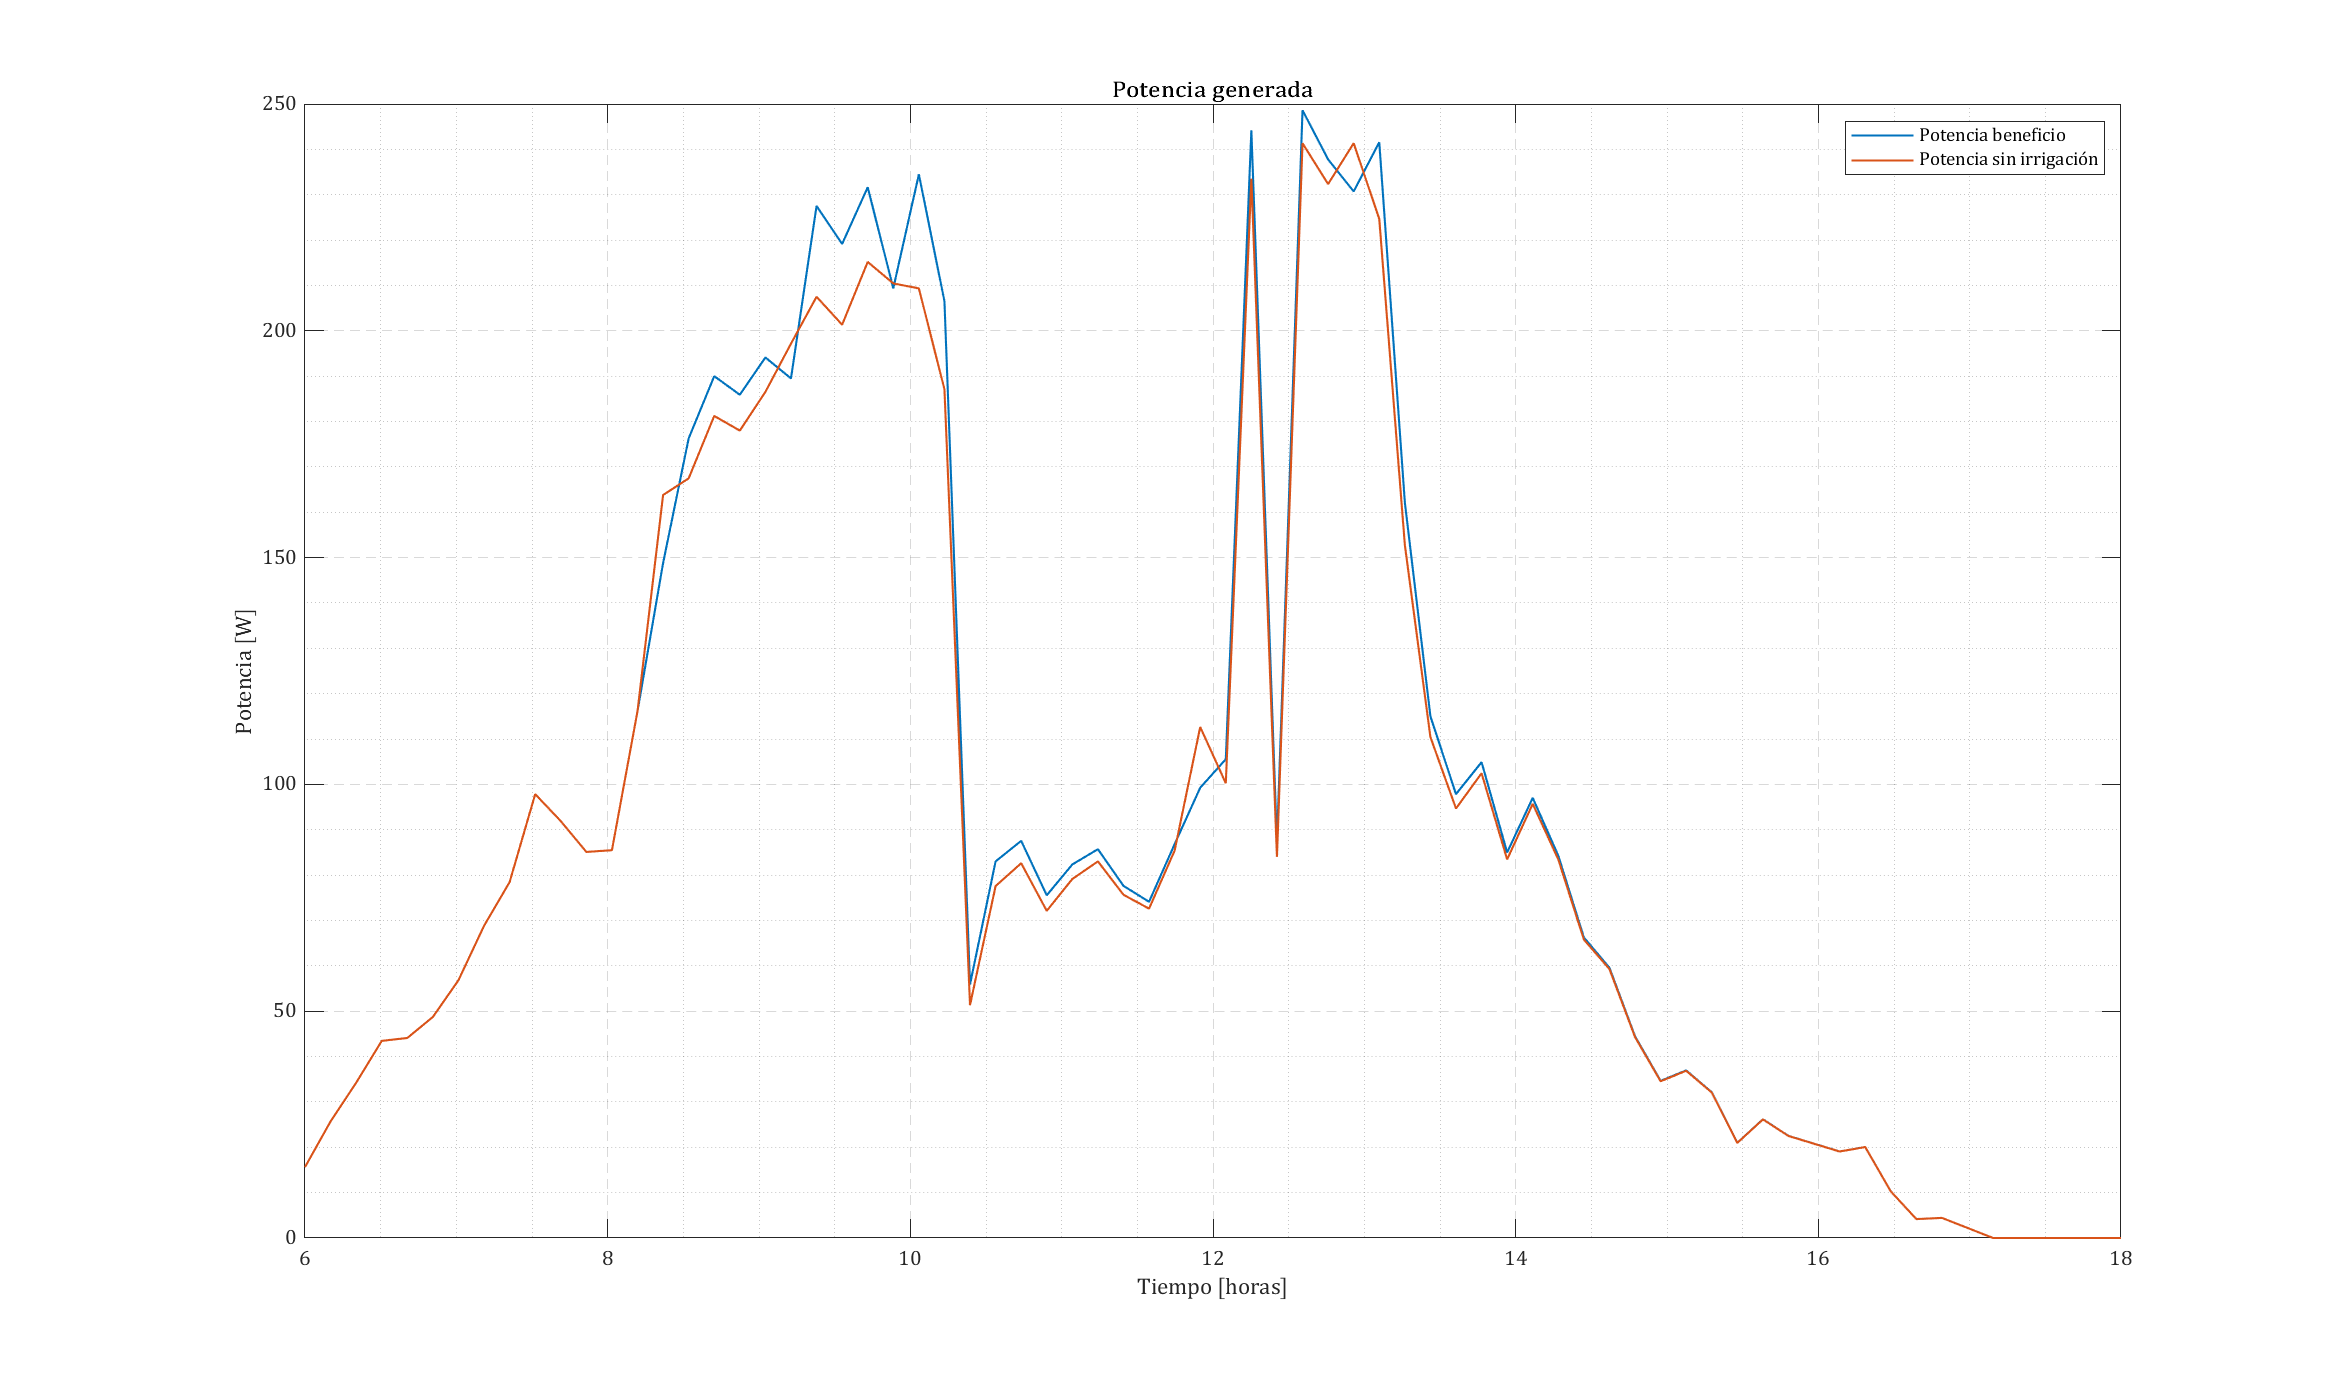 Potencia generada
250
200
150
100
50
0
Potencia [W]
Potencia beneficio
Potencia sin irrigación
6 8 10 12 14 16 18
Tiempo [horas]